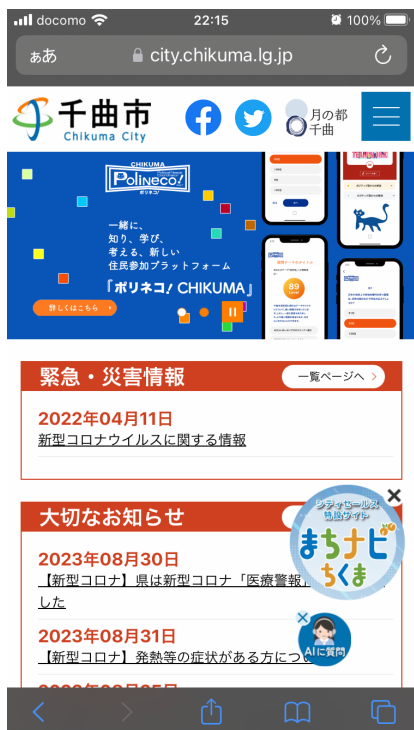 docomo 22:15 100%
ぁあ city.chikuma.lg.jp
千曲市
Chikuma City
月の都
千曲
CHIKUMA
PoliNeco!
ポリネコ!
一緒に、
知り、学び、
考える、新しい
住民参加プラットフォーム
『ポリネコ! CHIKUMA』
詳しくはこちら
89
緊急・災害情報
一覧ページへ
2022年04月11日
新型コロナウイルスに関する情報
大切なお知らせ
2023年08月30日
【新型コロナ】県は新型コロナ「医療警報
した
2023年08月31日
【新型コロナ】発熱等の症状がある方につ
シティセールス
特設サイト
まちナビ
ちくま
AIに質問